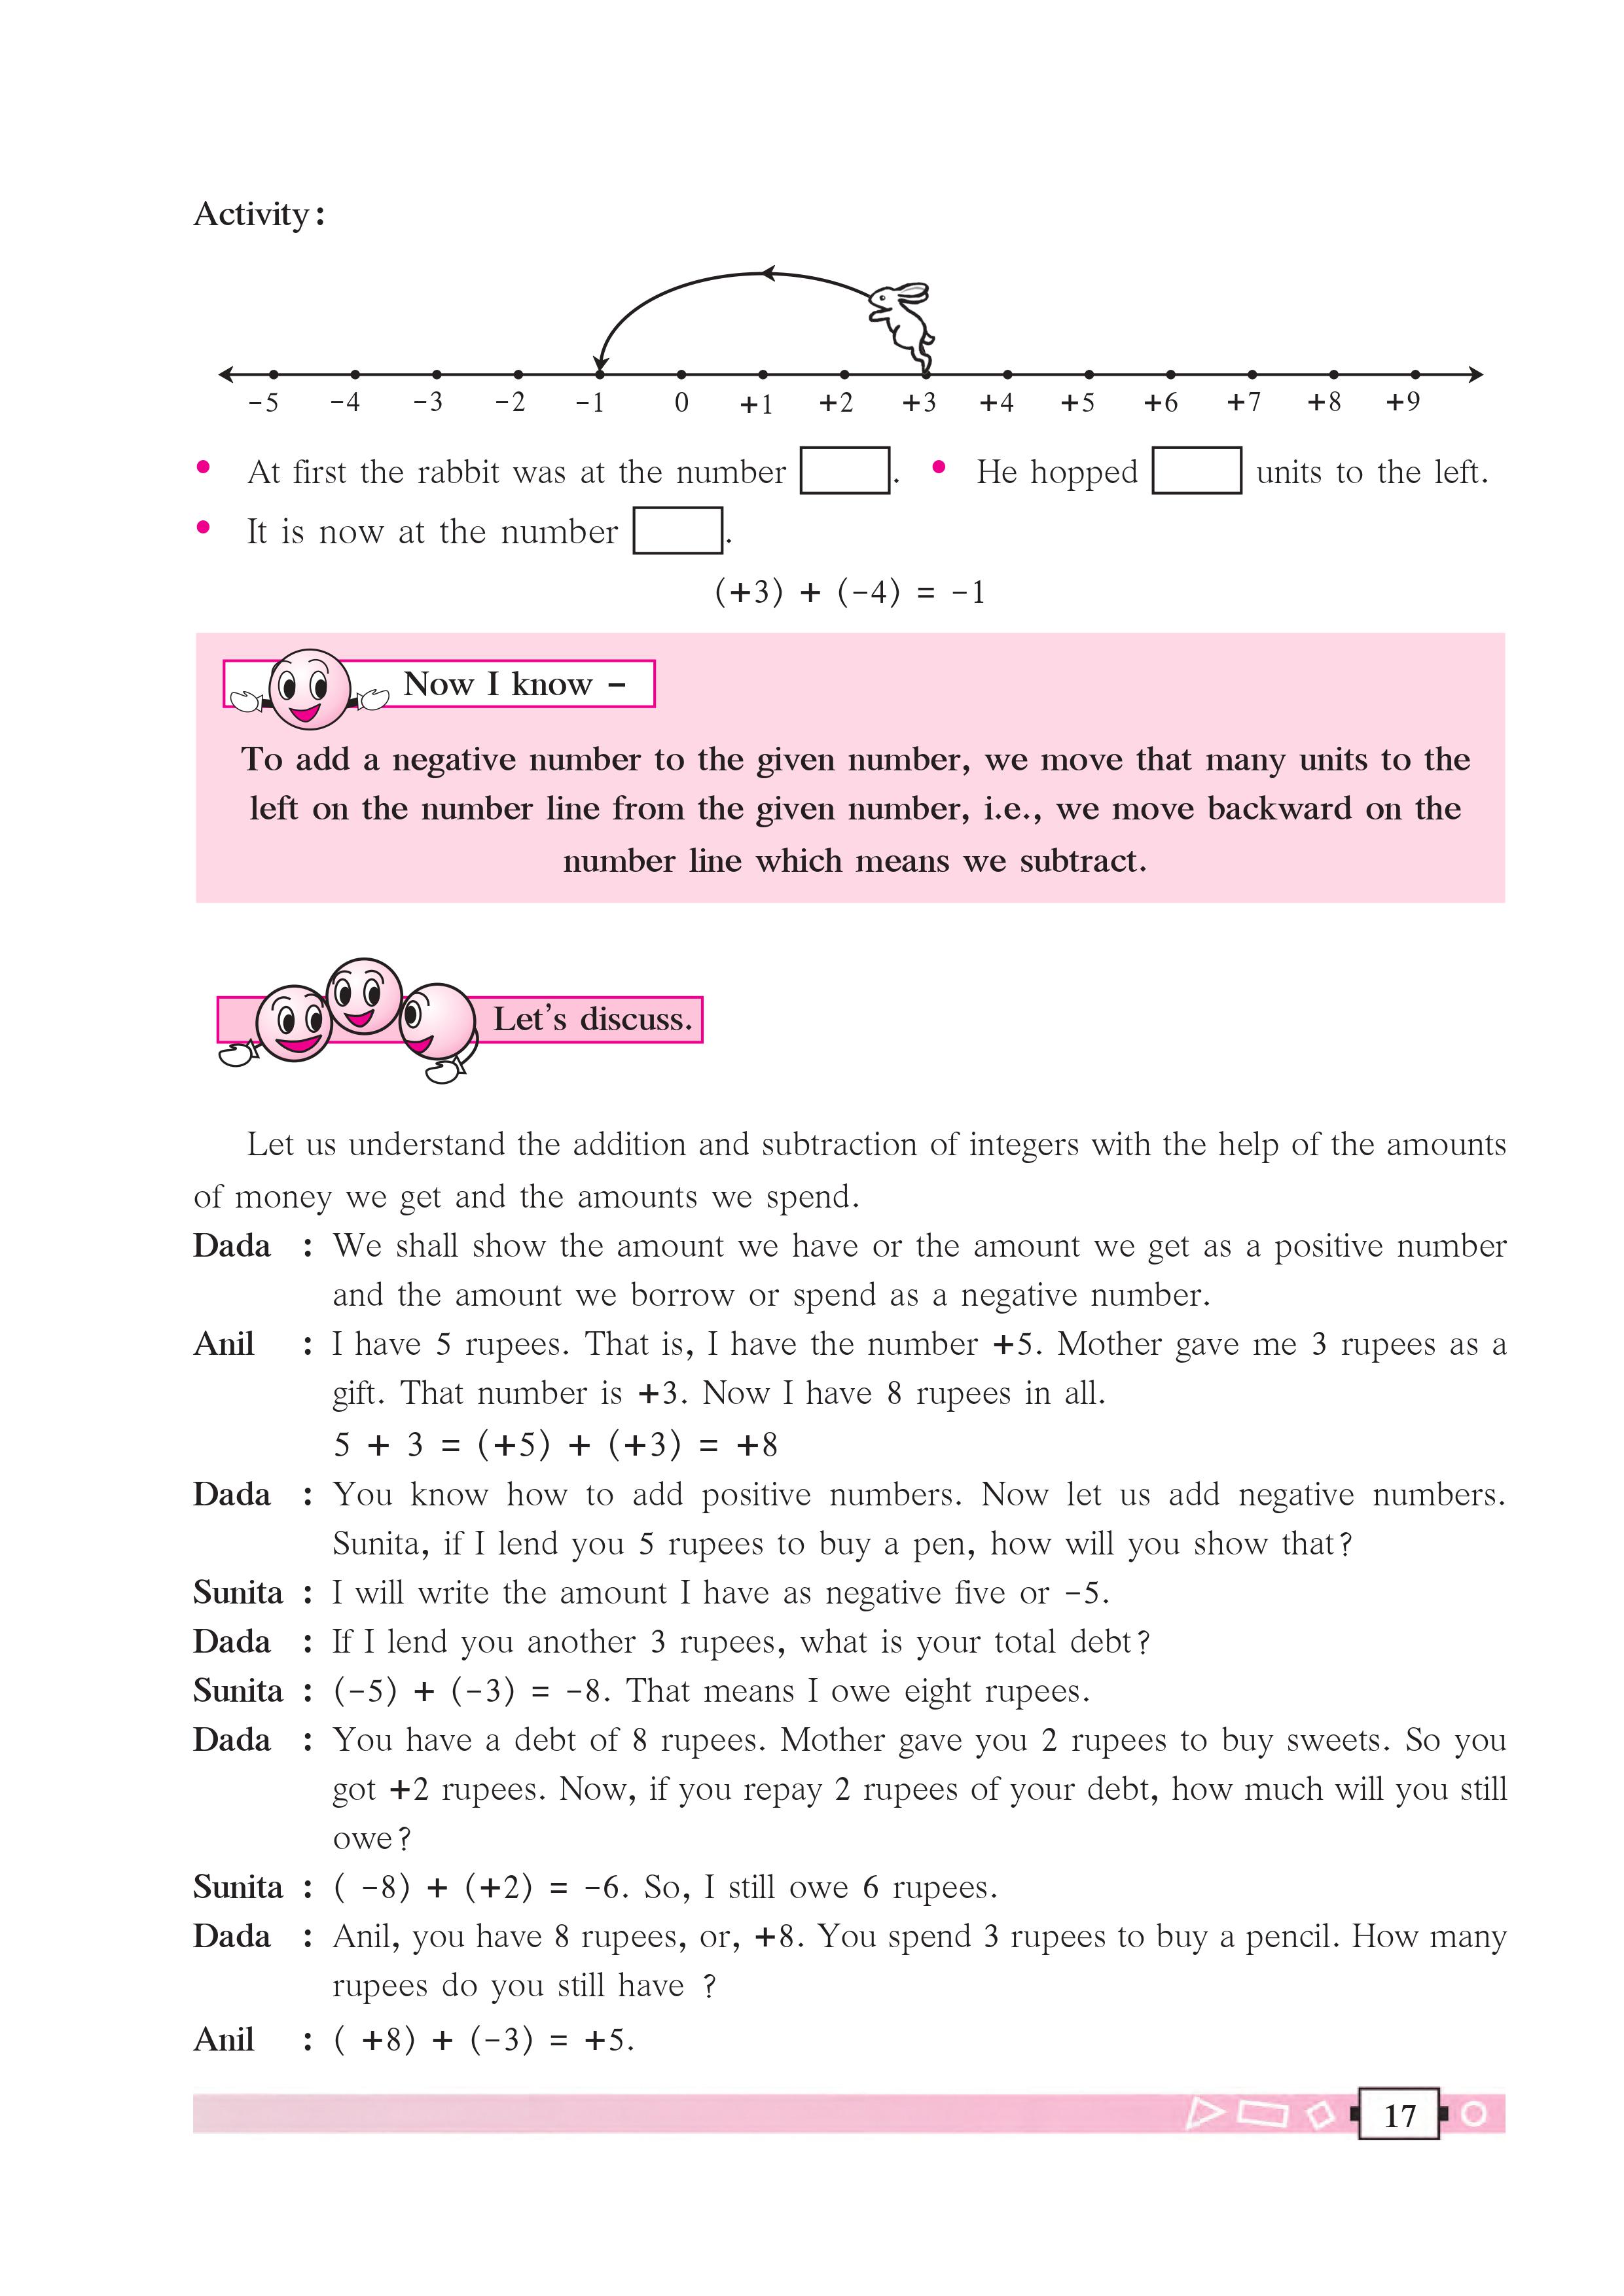 Activity :
-5 -4 -3 -2 -1 0 +1 +2 +3 +4 +5 +6 +7 +8 +9
• At first the rabbit was at the number . • He hopped units to the left.
• It is now at the number .
(+3) + (-4) = -1
Now I know –
To add a negative number to the given number, we move that many units to the
left on the number line from the given number, i.e., we move backward on the
number line which means we subtract.
Let's discuss.
Let us understand the addition and subtraction of integers with the help of the amounts
of money we get and the amounts we spend.
Dada : We shall show the amount we have or the amount we get as a positive number
and the amount we borrow or spend as a negative number.
Anil : I have 5 rupees. That is, I have the number +5. Mother gave me 3 rupees as a
gift. That number is +3. Now I have 8 rupees in all.
5 + 3 = (+5) + (+3) = +8
Dada : You know how to add positive numbers. Now let us add negative numbers.
Sunita, if I lend you 5 rupees to buy a pen, how will you show that?
Sunita : I will write the amount I have as negative five or -5.
Dada : If I lend you another 3 rupees, what is your total debt?
Sunita : (-5) + (-3) = -8. That means I owe eight rupees.
Dada : You have a debt of 8 rupees. Mother gave you 2 rupees to buy sweets. So you
got +2 rupees. Now, if you repay 2 rupees of your debt, how much will you still
owe?
Sunita : ( -8) + (+2) = -6. So, I still owe 6 rupees.
Dada : Anil, you have 8 rupees, or, +8. You spend 3 rupees to buy a pencil. How many
rupees do you still have ?
Anil : ( +8) + (-3) = +5.
17